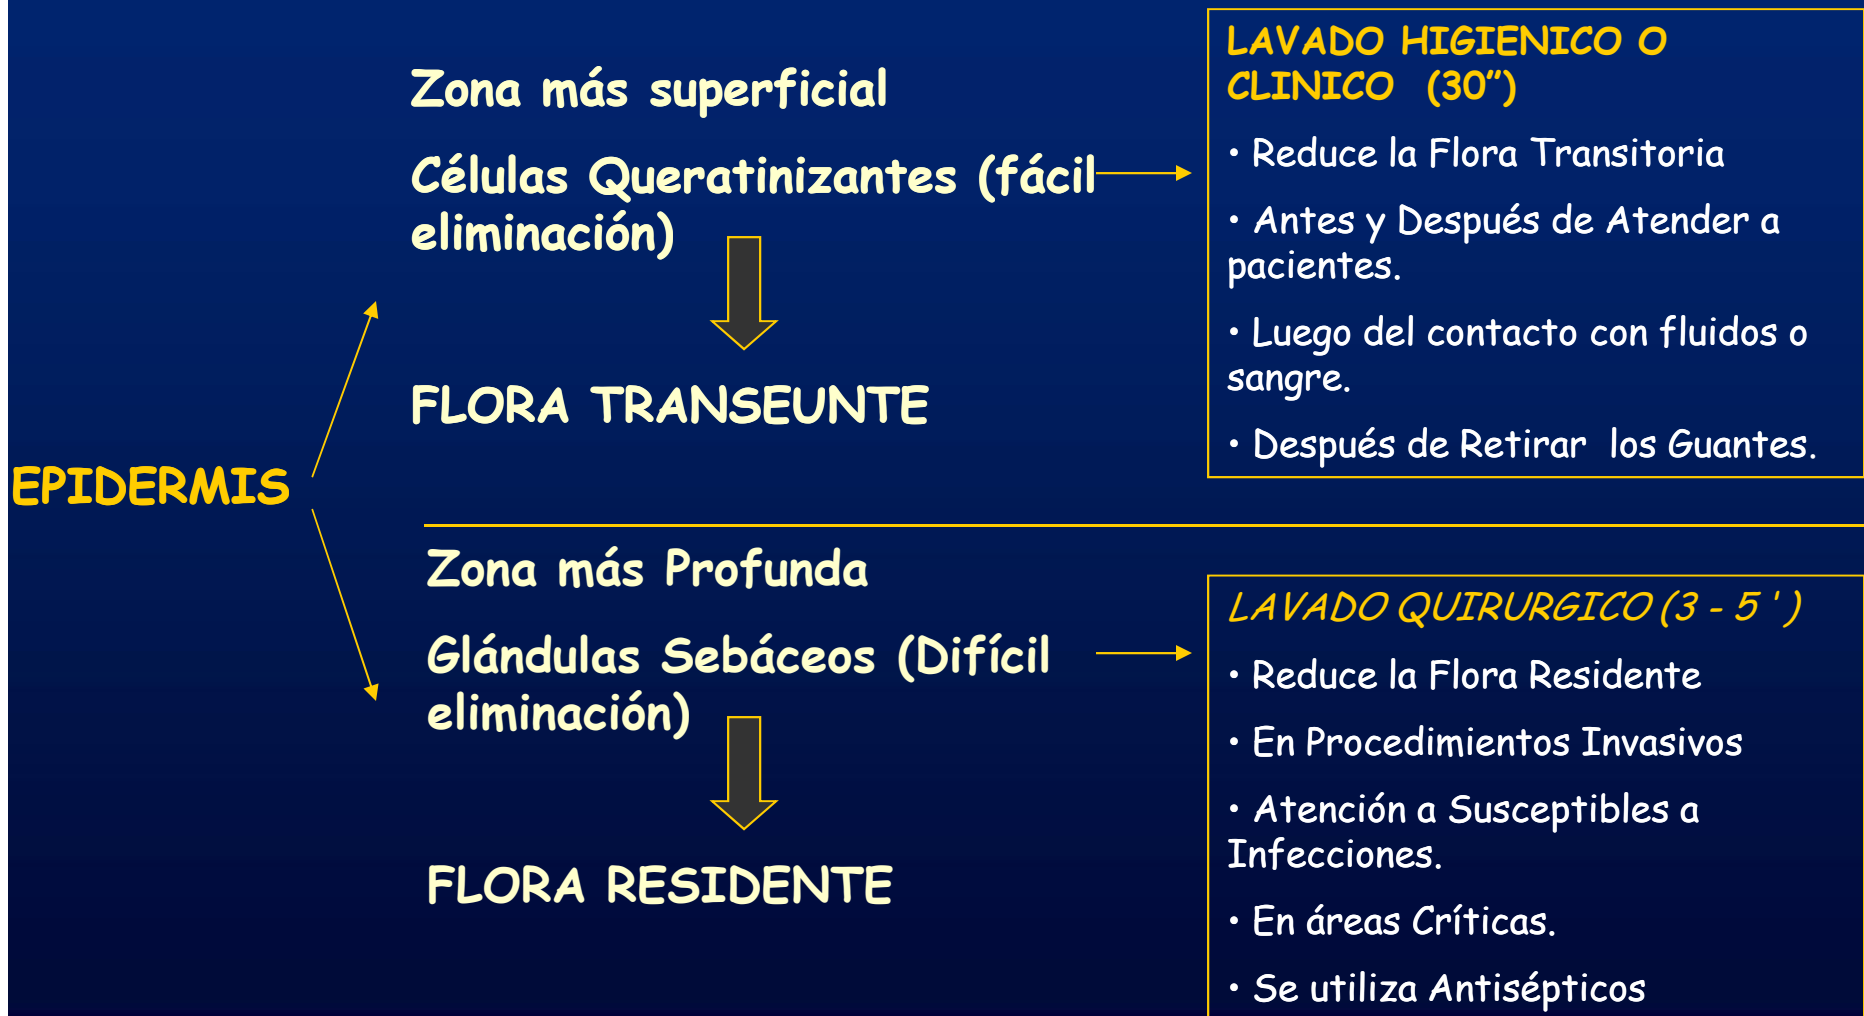 EPIDERMIS
Zona más superficial
Células Queratinizantes (fácil
eliminación)
FLORA TRANSEUNTE
LAVADO HIGIENICO O
CLINICO (30”)
• Reduce la Flora Transitoria
• Antes y Después de Atender a
pacientes.
• Luego del contacto con fluidos o
sangre.
• Después de Retirar los Guantes.
Zona más Profunda
Glándulas Sebáceos (Difícil
eliminación)
FLORA RESIDENTE
LAVADO QUIRURGICO (3 - 5 ' )
• Reduce la Flora Residente
• En Procedimientos Invasivos
• Atención a Susceptibles a
Infecciones.
• En áreas Críticas.
• Se utiliza Antisépticos